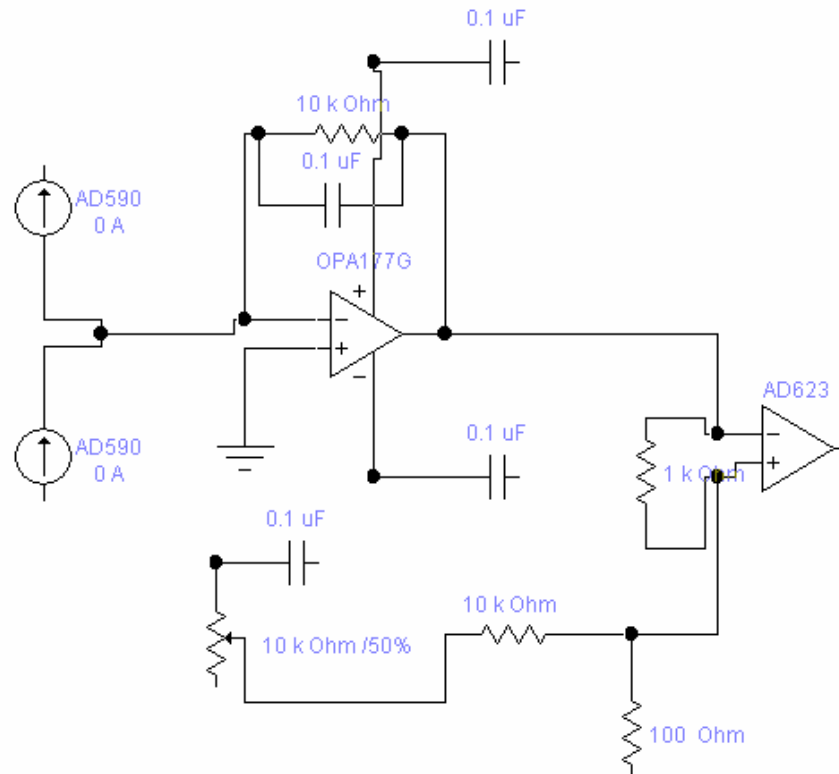 0.1 uF
10 k Ohm
0.1 uF
AD590
0 A
OPA177G
AD590
0 A
0.1 uF
AD623
1 k Ohm
0.1 uF
10 k Ohm
10 k Ohm /50%
100 Ohm